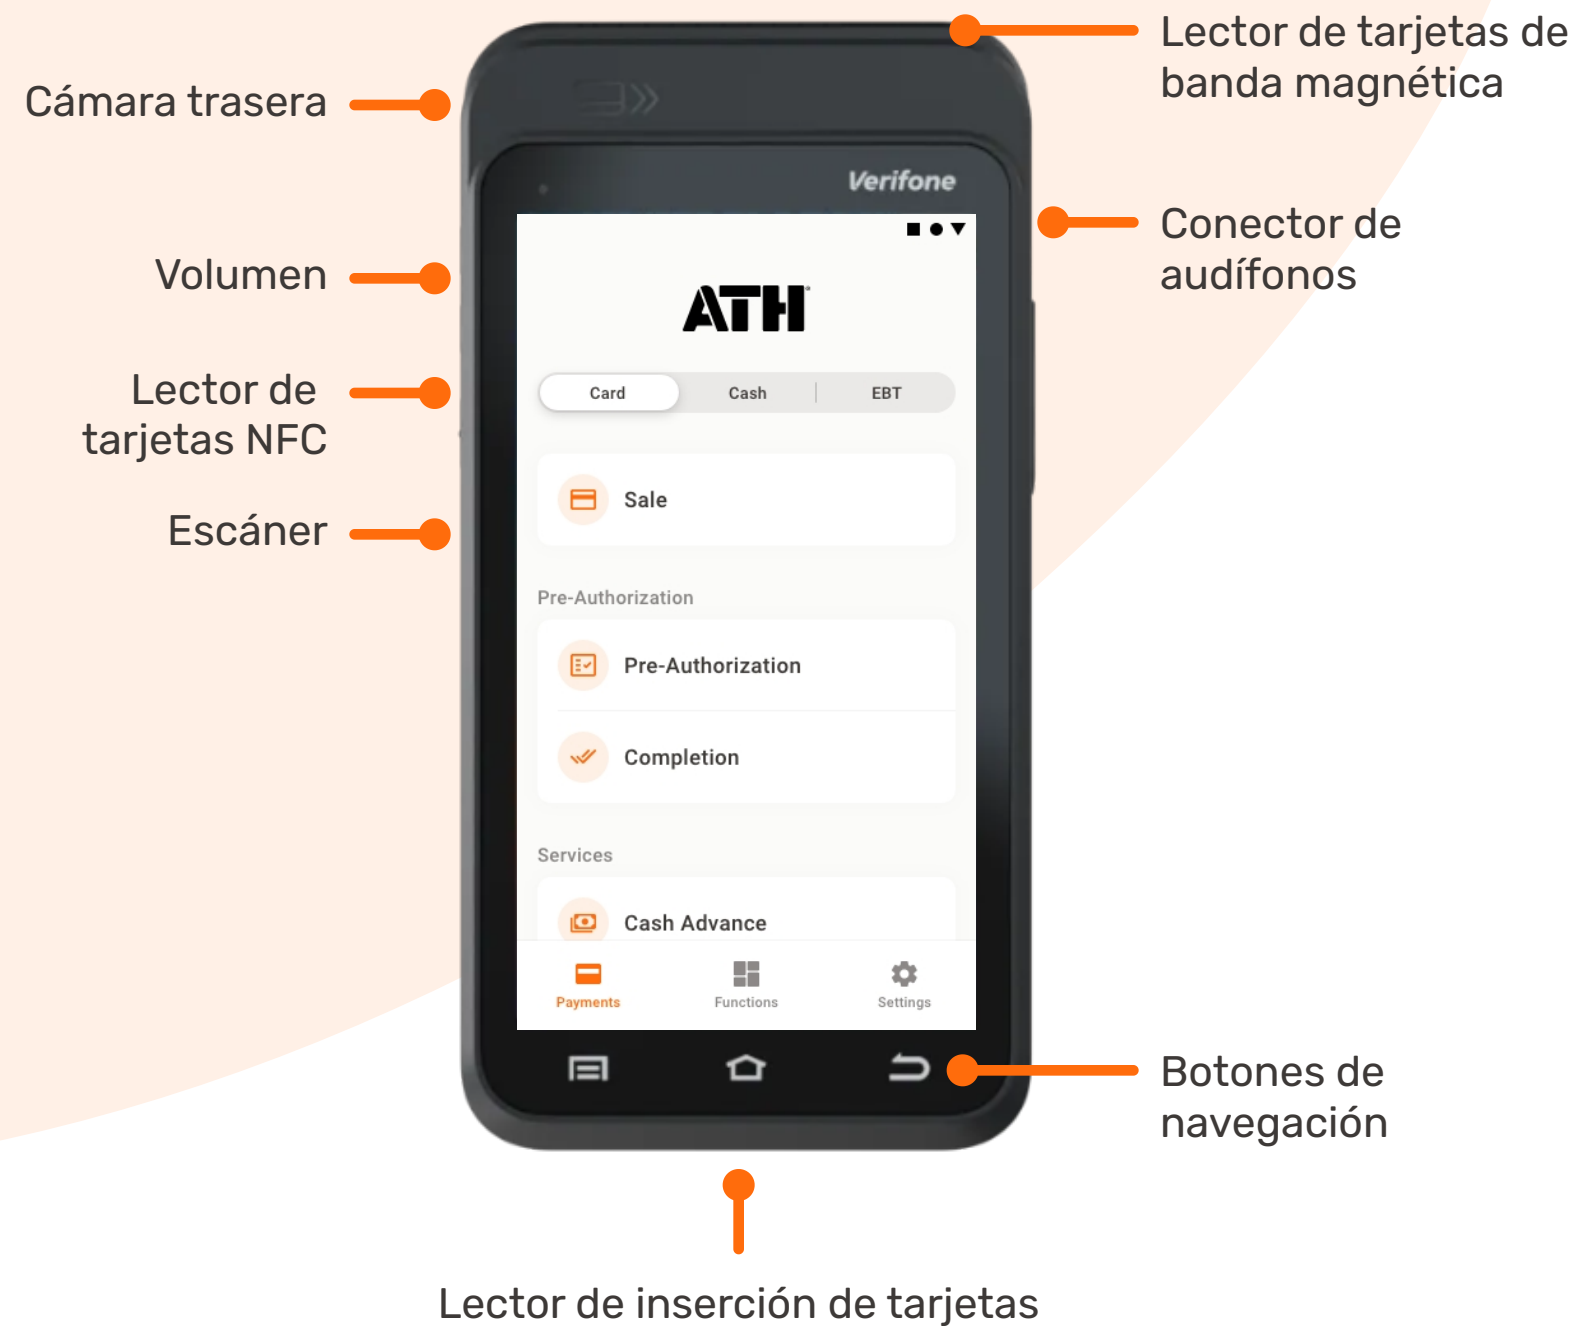 Lector de tarjetas de
banda magnética
Cámara trasera
Verifone
Conector de
audífonos
Volumen
ATH
Lector de
tarjetas NFC
Card
Cash
EBT
Sale
Escáner
Pre-Authorization
Pre-Authorization
Completion
Services
Cash Advance
Payments
Functions
Settings
Botones de
navegación
Lector de inserción de tarjetas